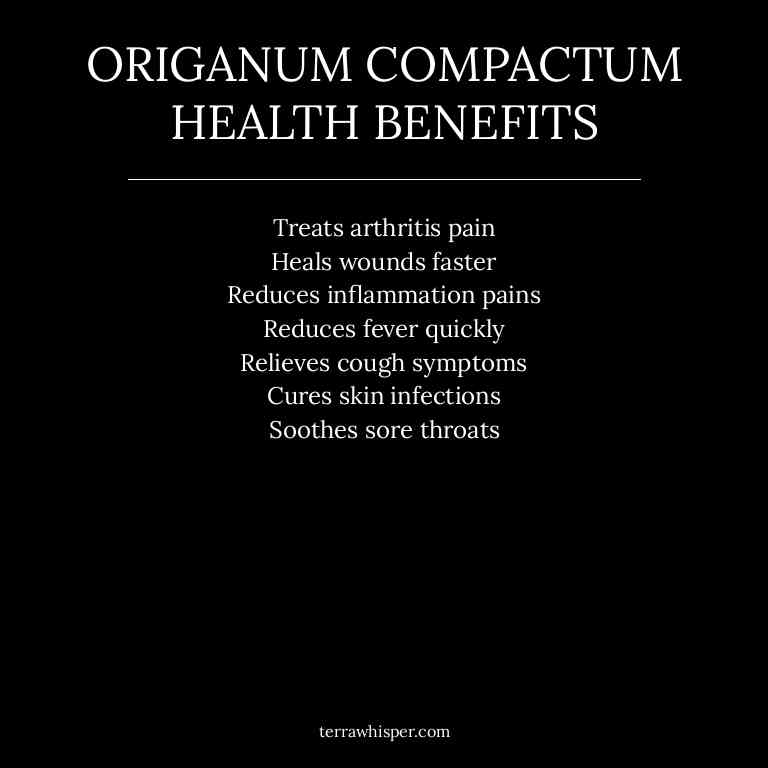 ORIGANUM COMPACTUM
HEALTH BENEFITS
Treats arthritis pain
Heals wounds faster
Reduces inflammation pains
Reduces fever quickly
Relieves cough symptoms
Cures skin infections
Soothes sore throats
terrawhisper.com